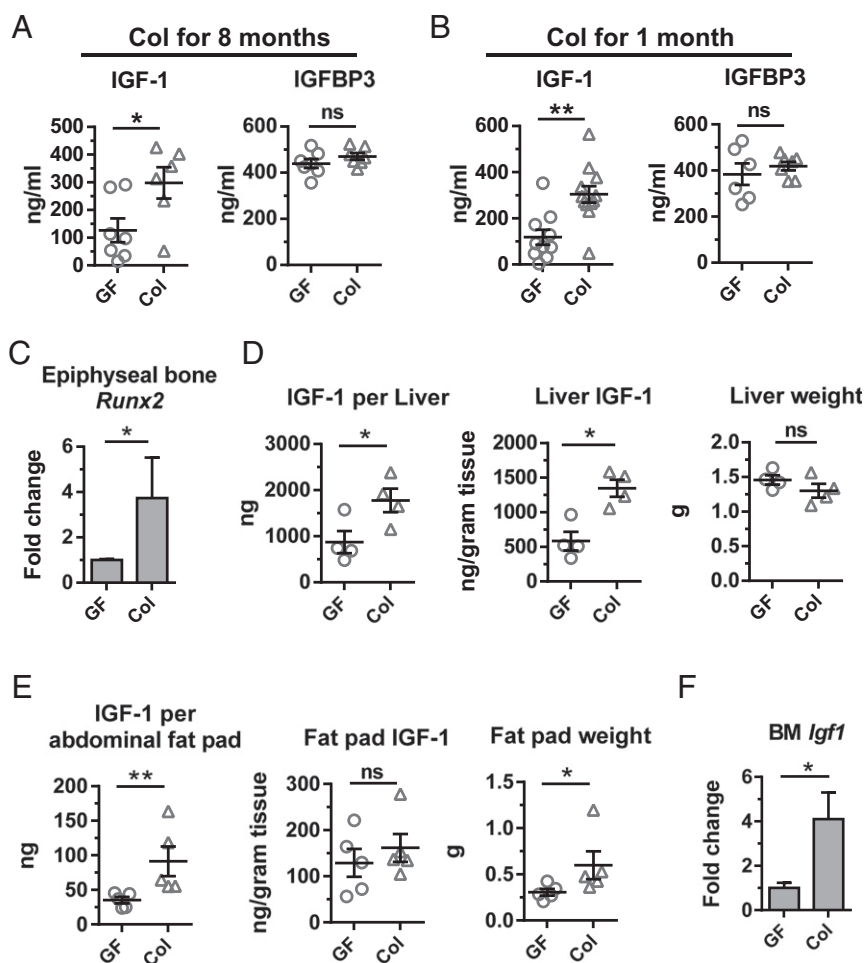 A
Col for 8 months
IGF-1
IGFBP3
*
ns
ng/ml
500
400
300
200
100
0
GF
Col
ng/ml
600
400
200
0
GF
Col
B
Col for 1 month
IGF-1
IGFBP3
**
ns
ng/ml
600
400
200
0
GF
Col
ng/ml
600
400
200
0
GF
Col
C
Epiphyseal bone
Runx2
*
Fold change
6
4
2
0
GF
Col
D
IGF-1 per Liver
*
ng
3000
2000
1000
0
GF
Col
Liver IGF-1
*
ng/gram tissue
2000
1500
1000
500
0
GF
Col
Liver weight
ns
g
2.0
1.5
1.0
0.5
0.0
GF
Col
E
IGF-1 per
abdominal fat pad
**
ng
200
150
100
50
0
GF
Col
Fat pad IGF-1
ns
ng/gram tissue
300
200
100
0
GF
Col
Fat pad weight
*
g
1.5
1.0
0.5
0.0
GF
Col
F
BM Igf1
*
Fold change
6
4
2
0
GF
Col